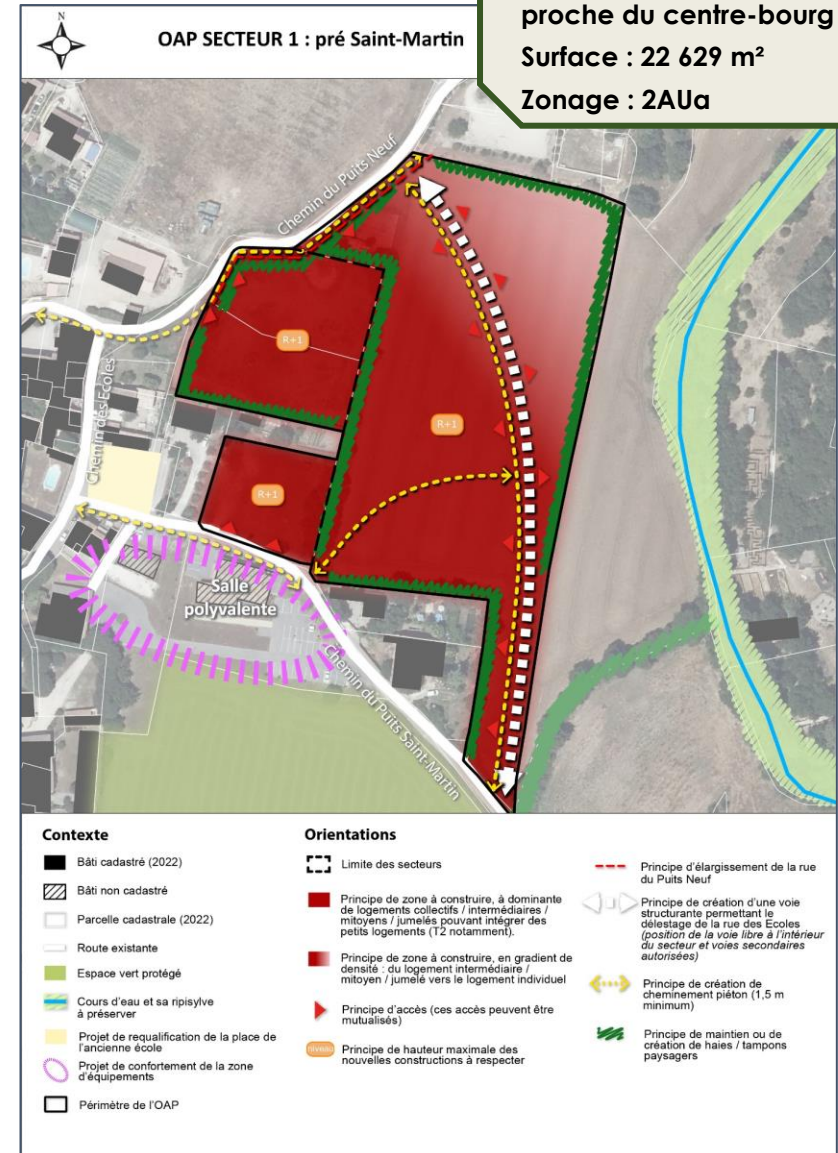 proche du centre-bourg
Surface : 22 629 m²
Zonage : 2AUa
N
OAP SECTEUR 1 : pré Saint-Martin
Chemin du Puits Neuf
R+1
Chemin des Ecoles
R+1
R+1
Salle
polyvalente
Chemin du Puits Saint-Martin
Contexte
Bâti cadastré (2022)
Bâti non cadastré
Parcelle cadastrale (2022)
Route existante
Espace vert protégé
Cours d'eau et sa ripisylve
à préserver
Projet de requalification de la place de
l'ancienne école
Projet de confortement de la zone
d'équipements
Périmètre de l'OAP
Orientations
Limite des secteurs
Principe de zone à construire, à dominante
de logements collectifs / intermédiaires /
mitoyens / jumelés pouvant intégrer des
petits logements (T2 notamment).
Principe de zone à construire, en gradient de
densité : du logement intermédiaire /
mitoyen / jumelé vers le logement individuel
Principe d'accès (ces accès peuvent être
mutualisés)
Principe de hauteur maximale des
nouvelles constructions à respecter
Principe d'élargissement de la rue
du Puits Neuf
Principe de création d'une voie
structurante permettant le
délestage de la rue des Ecoles
(position de la voie libre à l'intérieur
du secteur et voies secondaires
autorisées)
Principe de création de
cheminement piéton (1,5 m
minimum)
Principe de maintien ou de
création de haies / tampons
paysagers